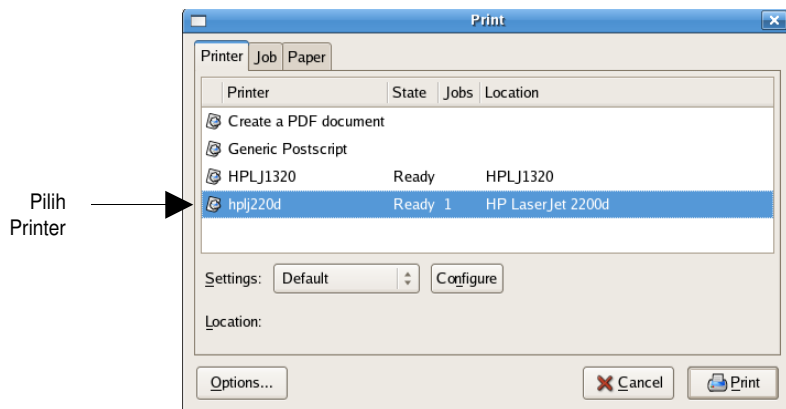 Print
Printer Job Paper
Printer State Jobs Location
Create a PDF document
Generic Postscript
HPLJ1320 Ready HPLJ1320
hplj220d Ready 1 HP LaserJet 2200d
Pilih
Printer
Settings: Default Configure
Location:
Options... Cancel Print